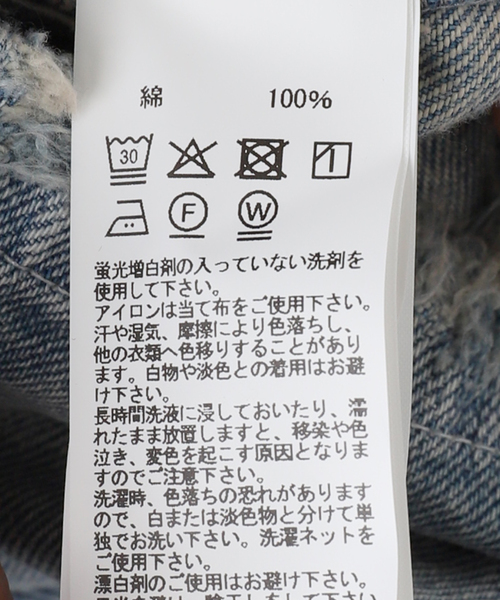 綿 100%
30
F W
蛍光増白剤の入っていない洗剤を
使用して下さい。
アイロンは当て布をご使用下さい。
汗や湿気、摩擦により色落ちし、
他の衣類へ色移りすることがあり
ます。白物や淡色との着用はお避
け下さい。
長時間洗液に浸しておいたり、濡
れたまま放置しますと、移染や色
泣き、変色を起こす原因となりま
すのでご注意下さい。
洗濯時、色落ちの恐れがあります
ので、白または淡色物と分けて単
独でお洗い下さい。洗濯ネットを
ご使用下さい。
漂白剤のご使用はお避け下さい。